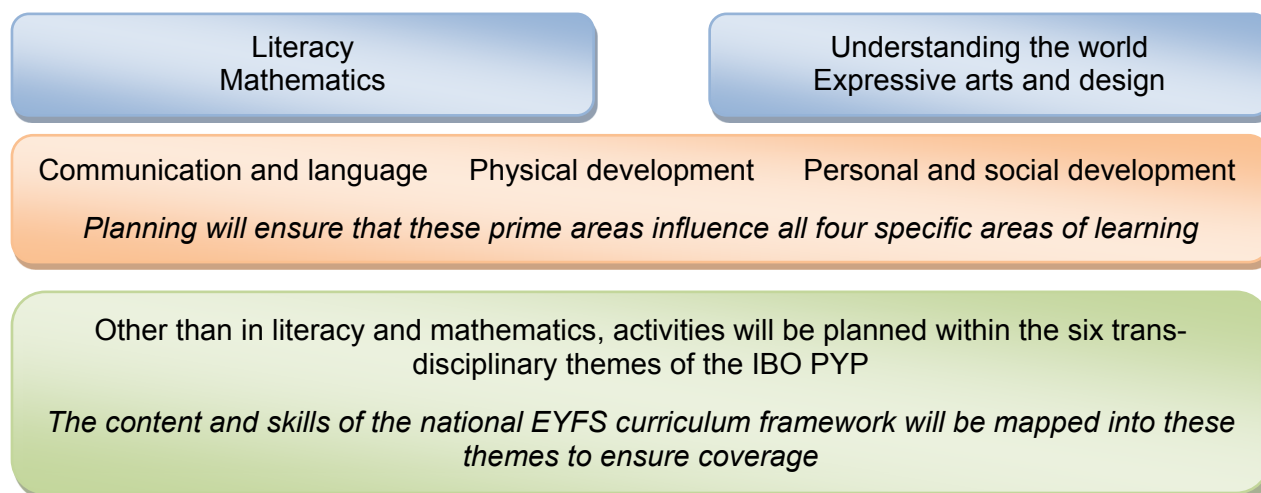 Literacy
Mathematics
Understanding the world
Expressive arts and design
Communication and language Physical development Personal and social development
Planning will ensure that these prime areas influence all four specific areas of learning
Other than in literacy and mathematics, activities will be planned within the six trans-
disciplinary themes of the IBO PYP
The content and skills of the national EYFS curriculum framework will be mapped into these
themes to ensure coverage